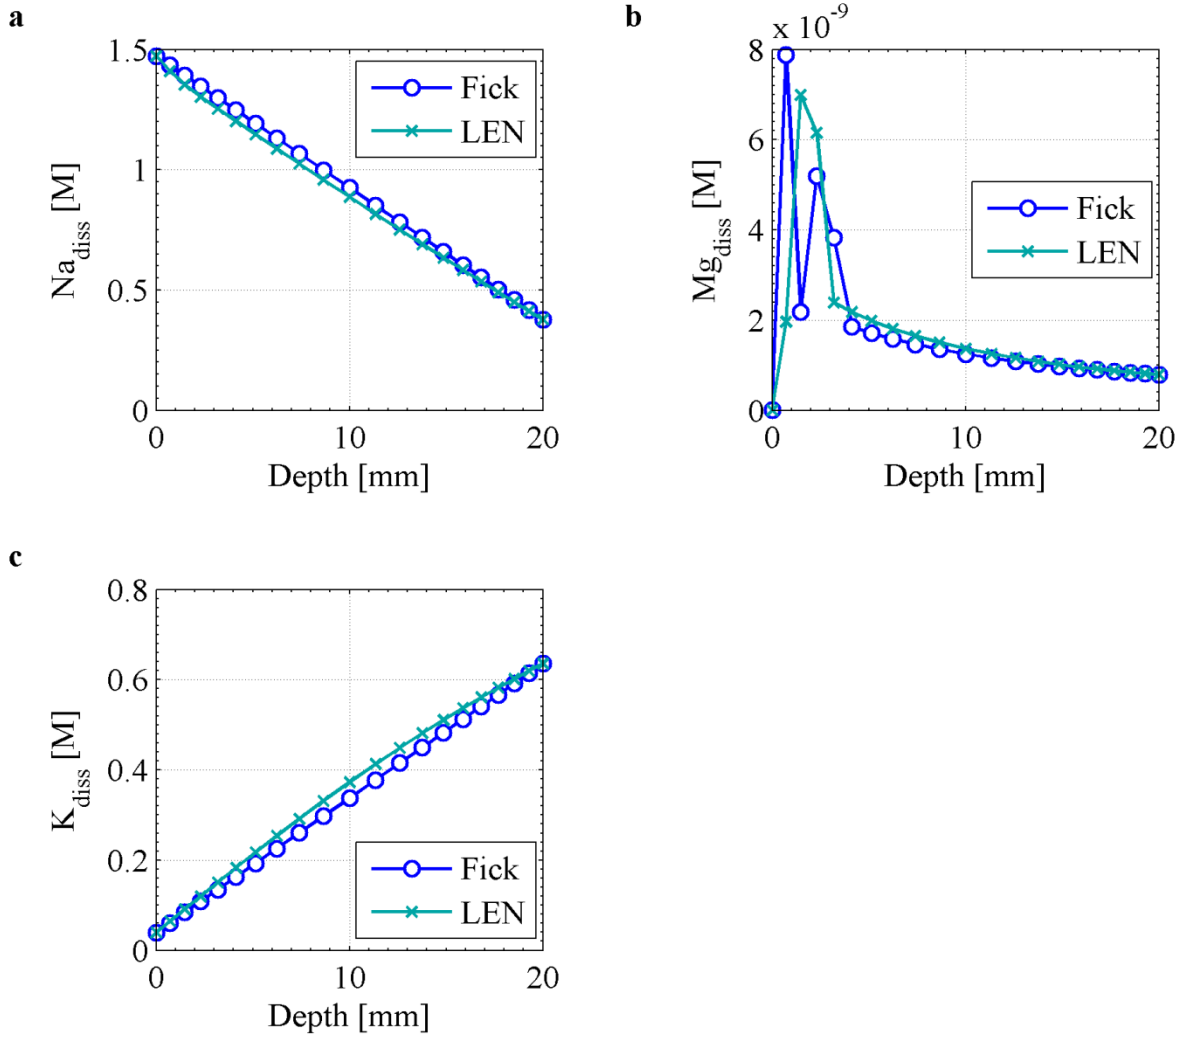 a
1.5
1
0.5
0
0
10
20
Na_diss [M]
Depth [mm]
Fick
LEN
b
x 10^-9
8
6
4
2
0
0
10
20
Mg_diss [M]
Depth [mm]
Fick
LEN
c
0.8
0.6
0.4
0.2
0
0
10
20
K_diss [M]
Depth [mm]
Fick
LEN